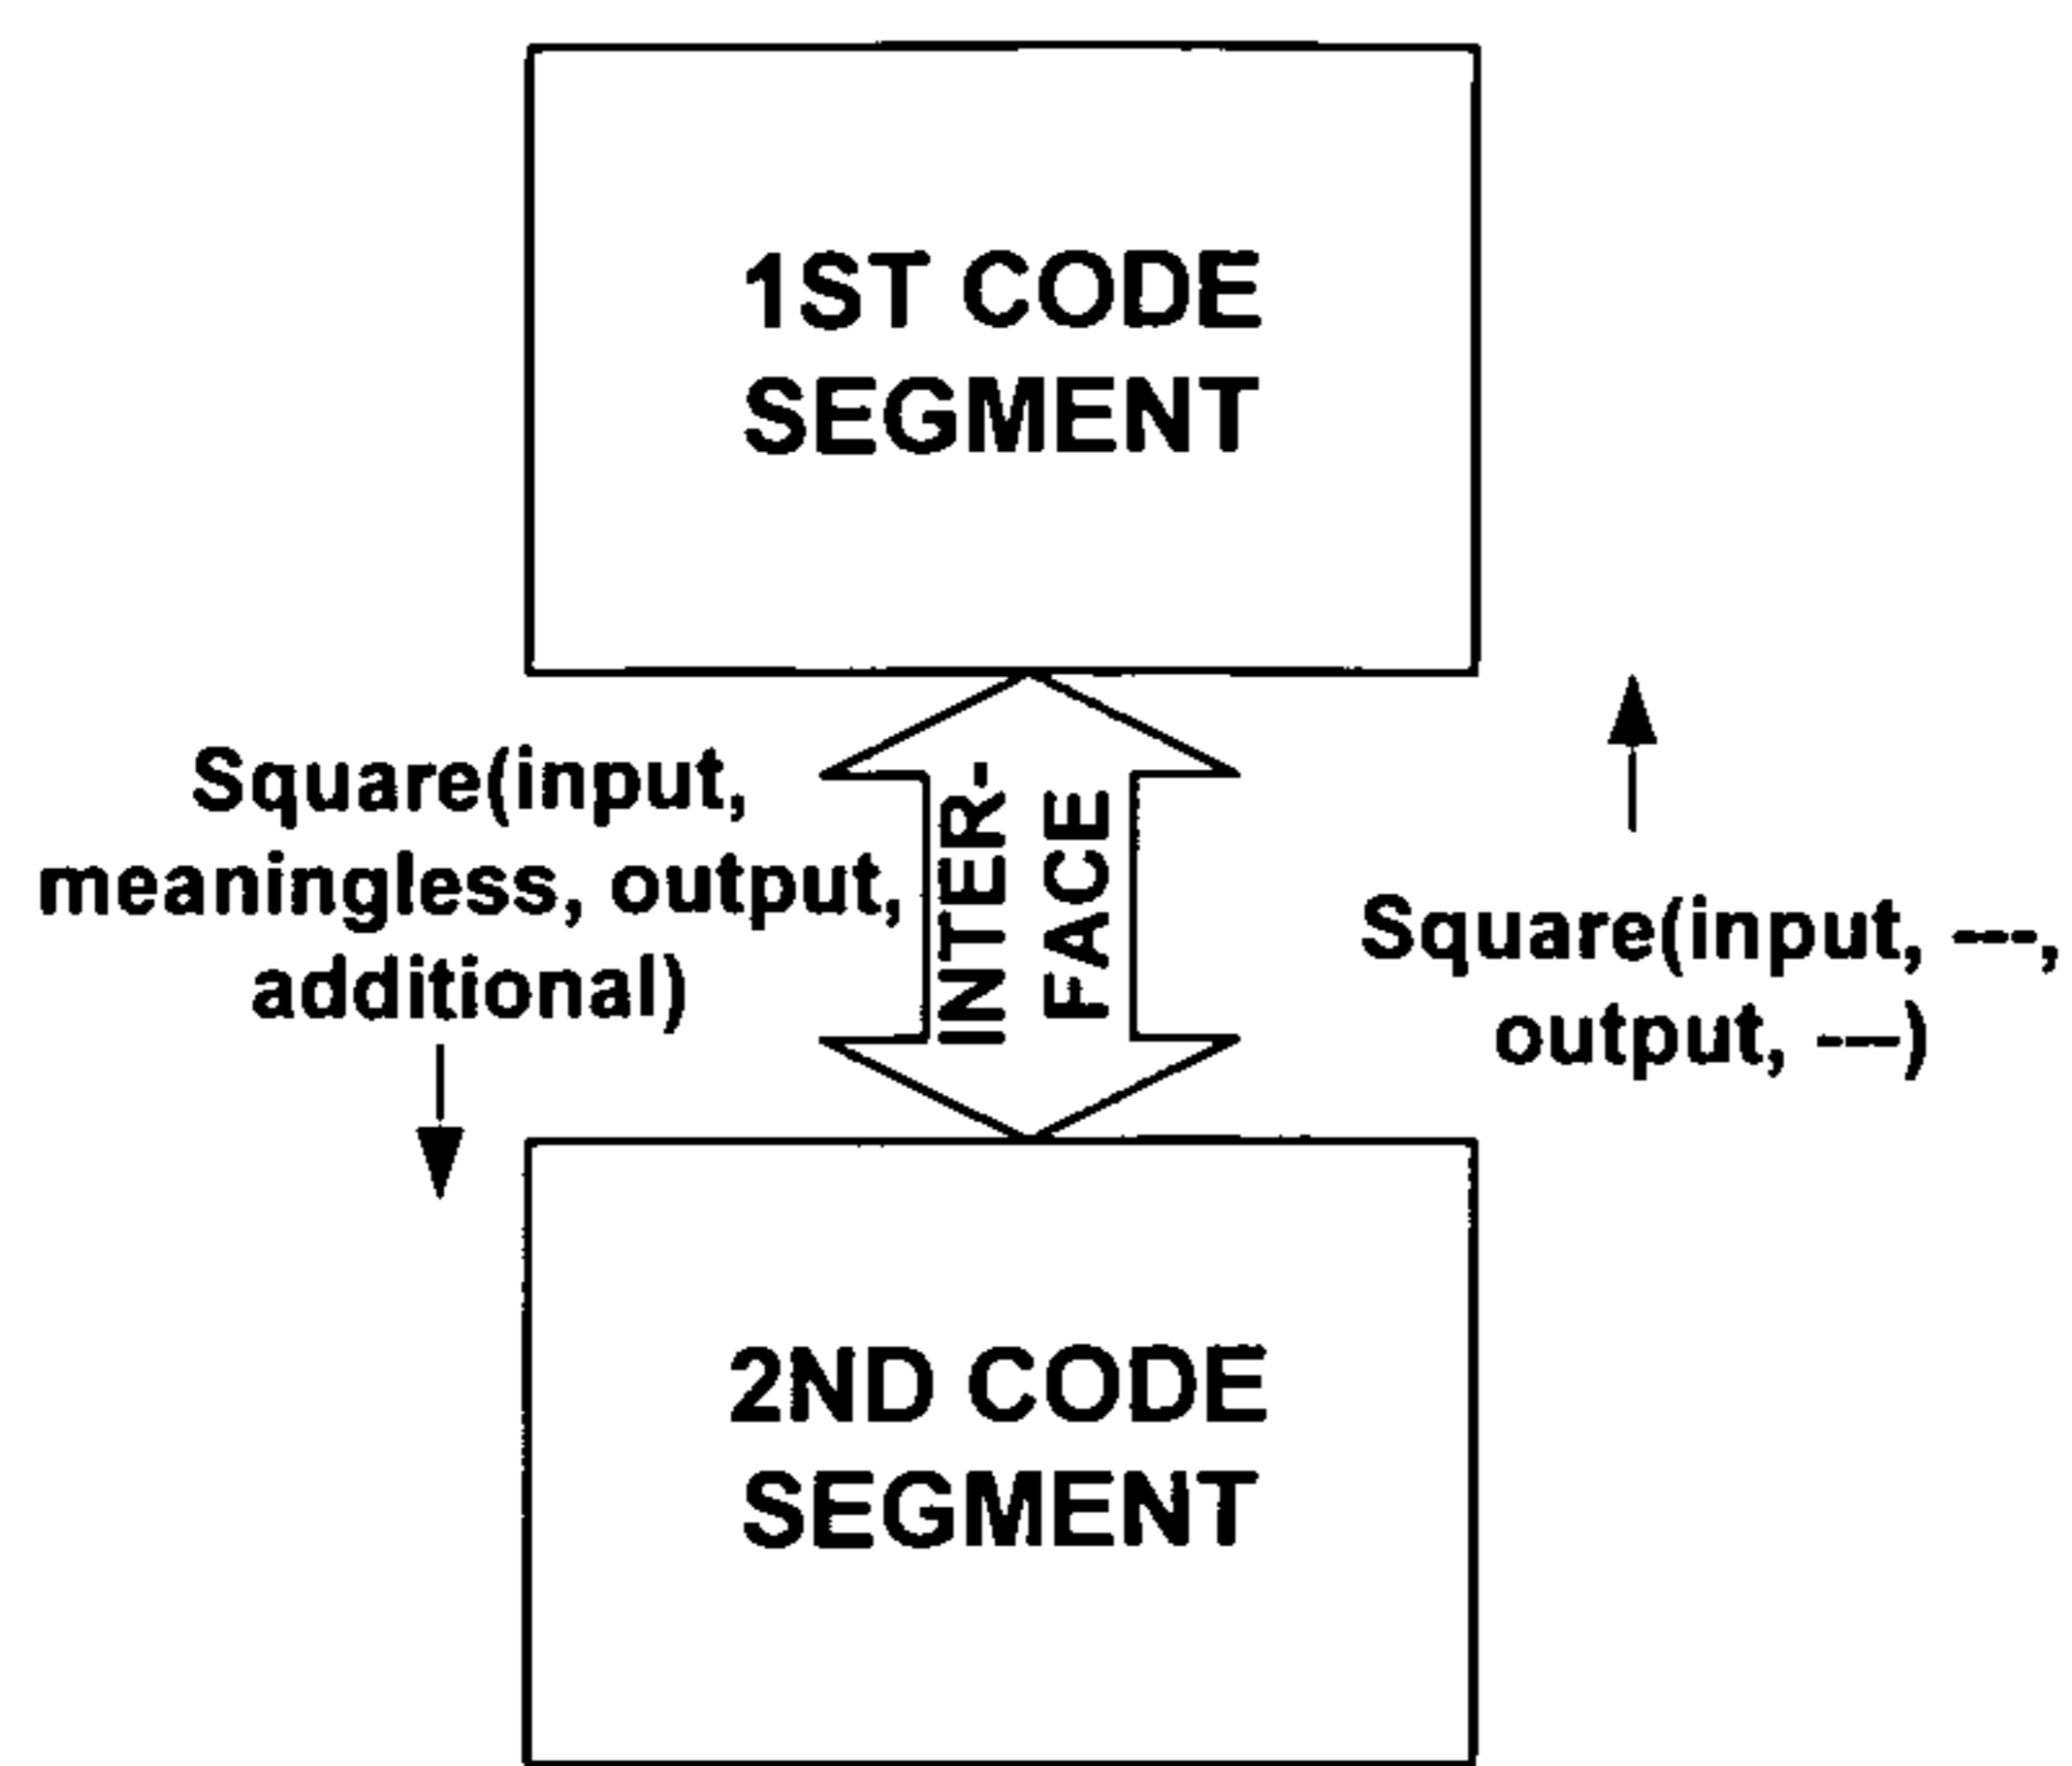 1ST CODE
SEGMENT
Square(input,
meaningless, output,
additional)
INTER-
FACE
Square(input, ---,
output, ---)
2ND CODE
SEGMENT